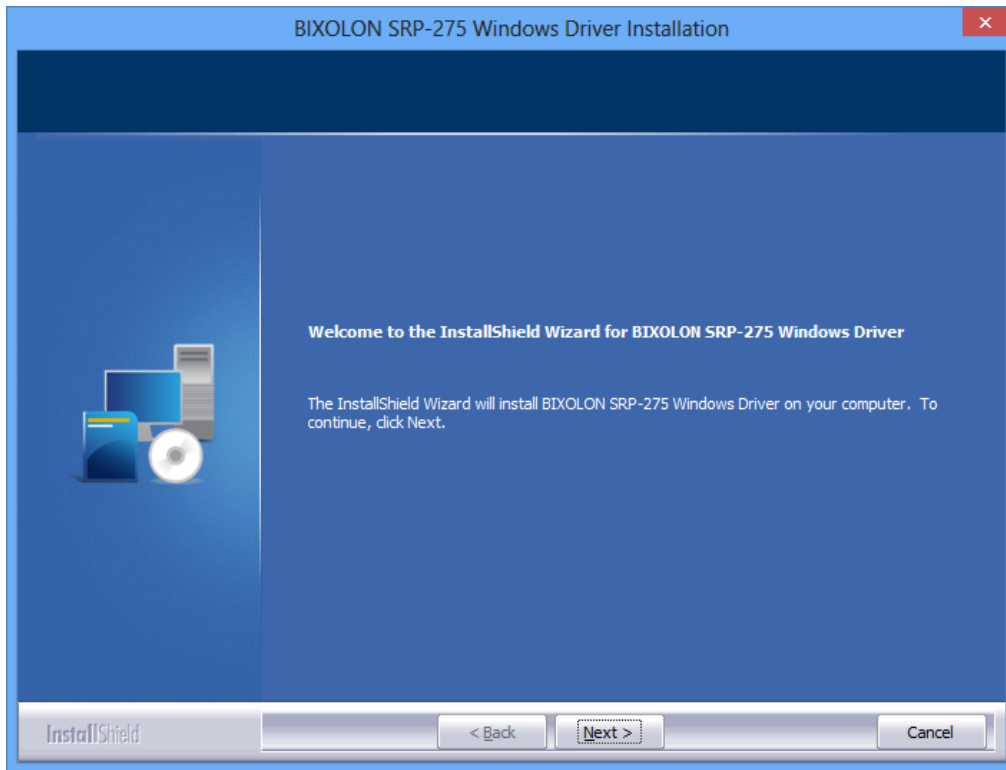 BIXOLON SRP-275 Windows Driver Installation
Welcome to the InstallShield Wizard for BIXOLON SRP-275 Windows Driver
The InstallShield Wizard will install BIXOLON SRP-275 Windows Driver on your computer. To
continue, click Next.
InstallShield
< Back
Next >
Cancel